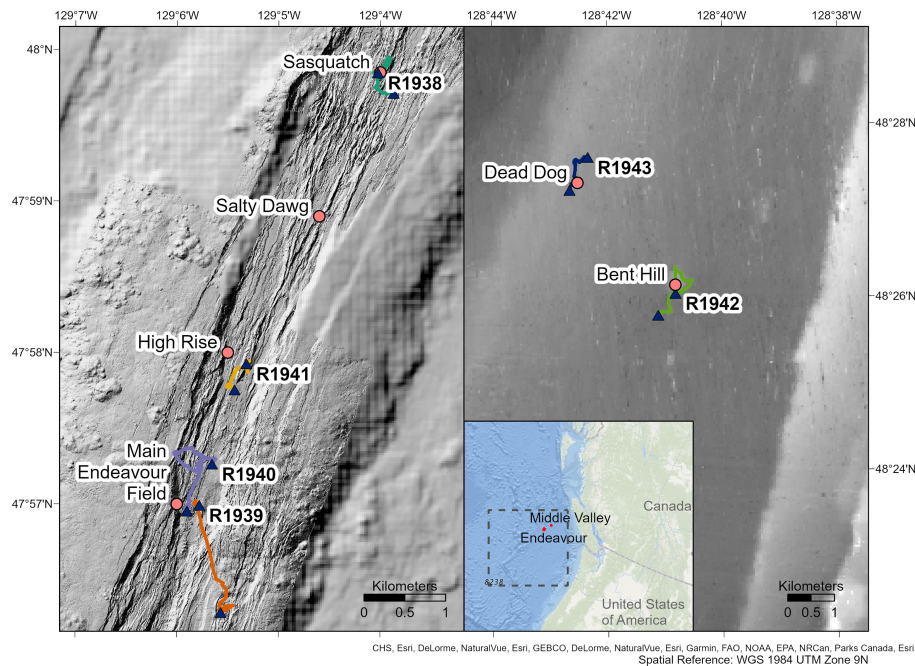 129°7'W 129°6'W 129°5'W 129°4'W 128°44'W 128°42'W 128°40'W 128°38'W
48°N
47°59'N
47°58'N
47°57'N
Sasquatch
R1938
Salty Dawg
High Rise
R1941
Main
Endeavour
Field
R1940
R1939
Kilometers
0 0.5 1
48°28'N
48°26'N
48°24'N
Dead Dog
R1943
Bent Hill
R1942
Canada
Middle Valley
Endeavour
8238
United States
of America
Kilometers
0 0.5 1
CHS, Esri, DeLorme, NaturalVue, Esri, GEBCO, DeLorme, NaturalVue, Esri, Garmin, FAO, NOAA, EPA, NRCan, Parks Canada, Esri
Spatial Reference: WGS 1984 UTM Zone 9N